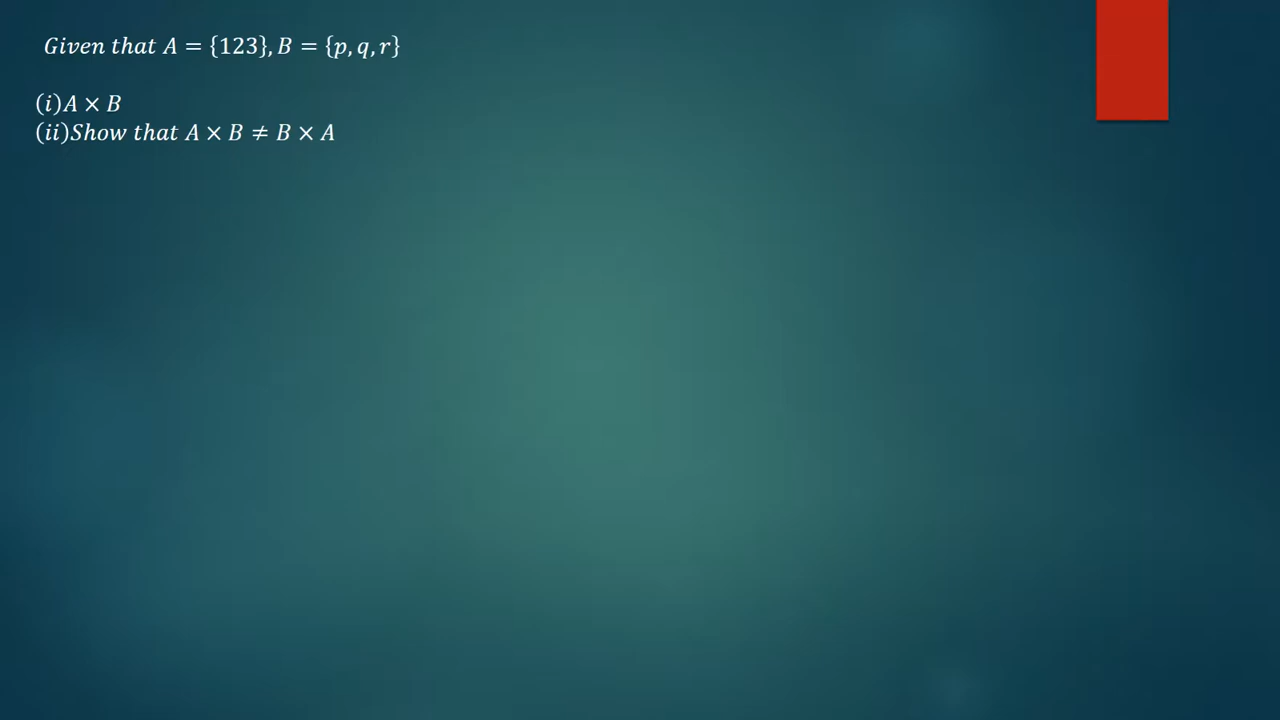 Given that A = {123}, B = {p, q, r}
(i)A × B
(ii)Show that A × B ≠ B × A